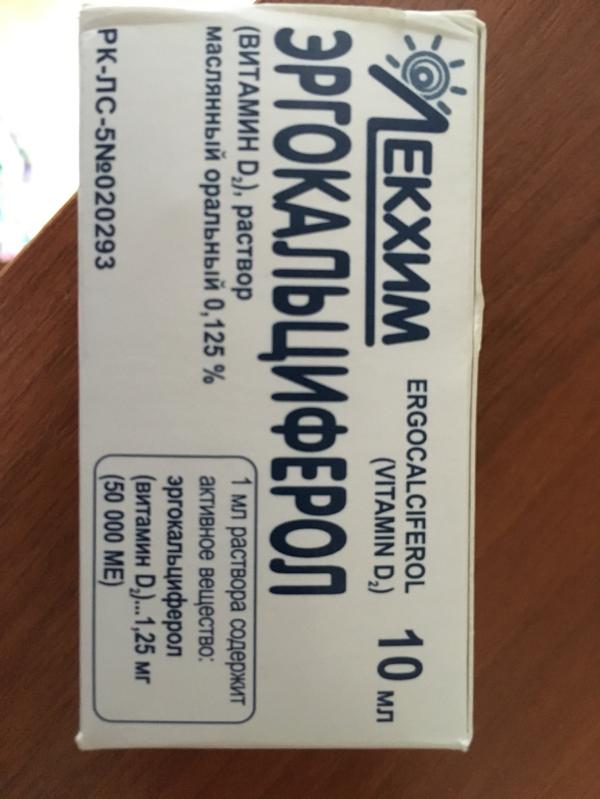 ЛЕКХИМ
ERGOCALCIFEROL
(VITAMIN D₂)
10 мл
ЭРГОКАЛЬЦИФЕРОЛ
(ВИТАМИН D₂), раствор
маслянный оральный 0,125 %
1 мл раствора содержит
активное вещество:
эргокальциферол
(витамин D₂)...1,25 мг
(50 000 МЕ)
РК-ЛС-5№020293